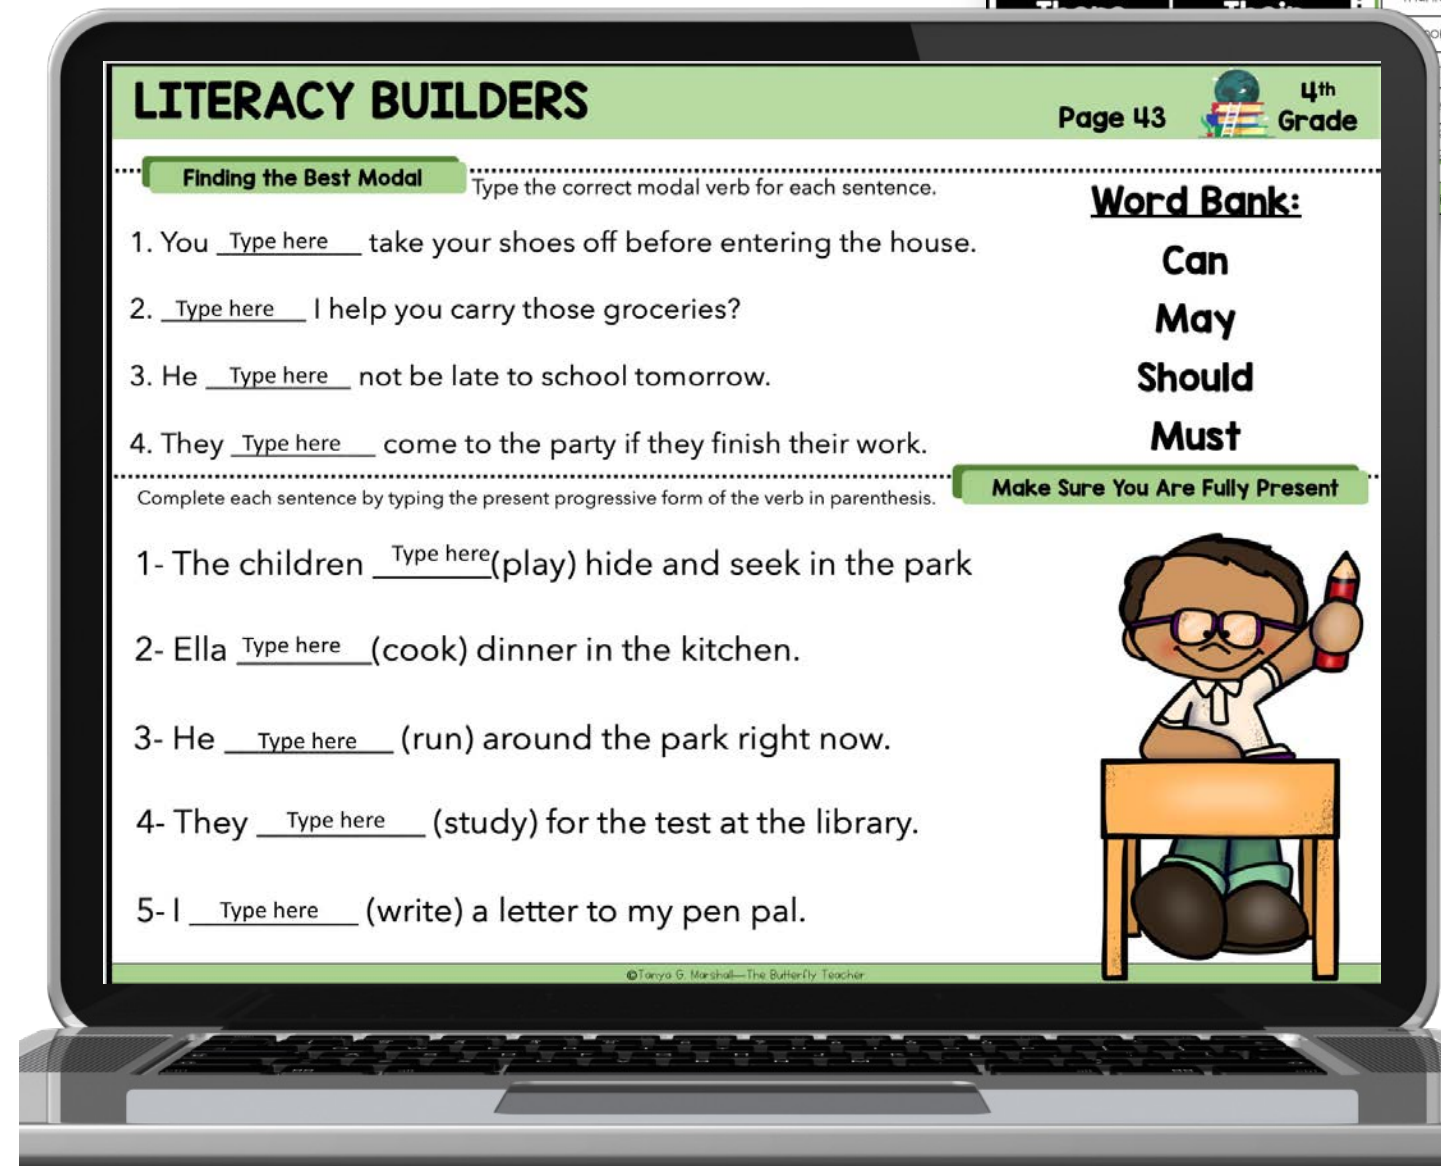 There Their
LITERACY BUILDERS
Page 43
4th
Grade
Finding the Best Modal
Type the correct modal verb for each sentence.
1. You Type here take your shoes off before entering the house.
2. Type here I help you carry those groceries?
3. He Type here not be late to school tomorrow.
4. They Type here come to the party if they finish their work.
Word Bank:
Can
May
Should
Must
Complete each sentence by typing the present progressive form of the verb in parenthesis.
Make Sure You Are Fully Present
1- The children Type here(play) hide and seek in the park
2- Ella Type here (cook) dinner in the kitchen.
3- He Type here (run) around the park right now.
4- They Type here (study) for the test at the library.
5- I Type here (write) a letter to my pen pal.
©Tanya G. Marshall—The Butterfly Teacher